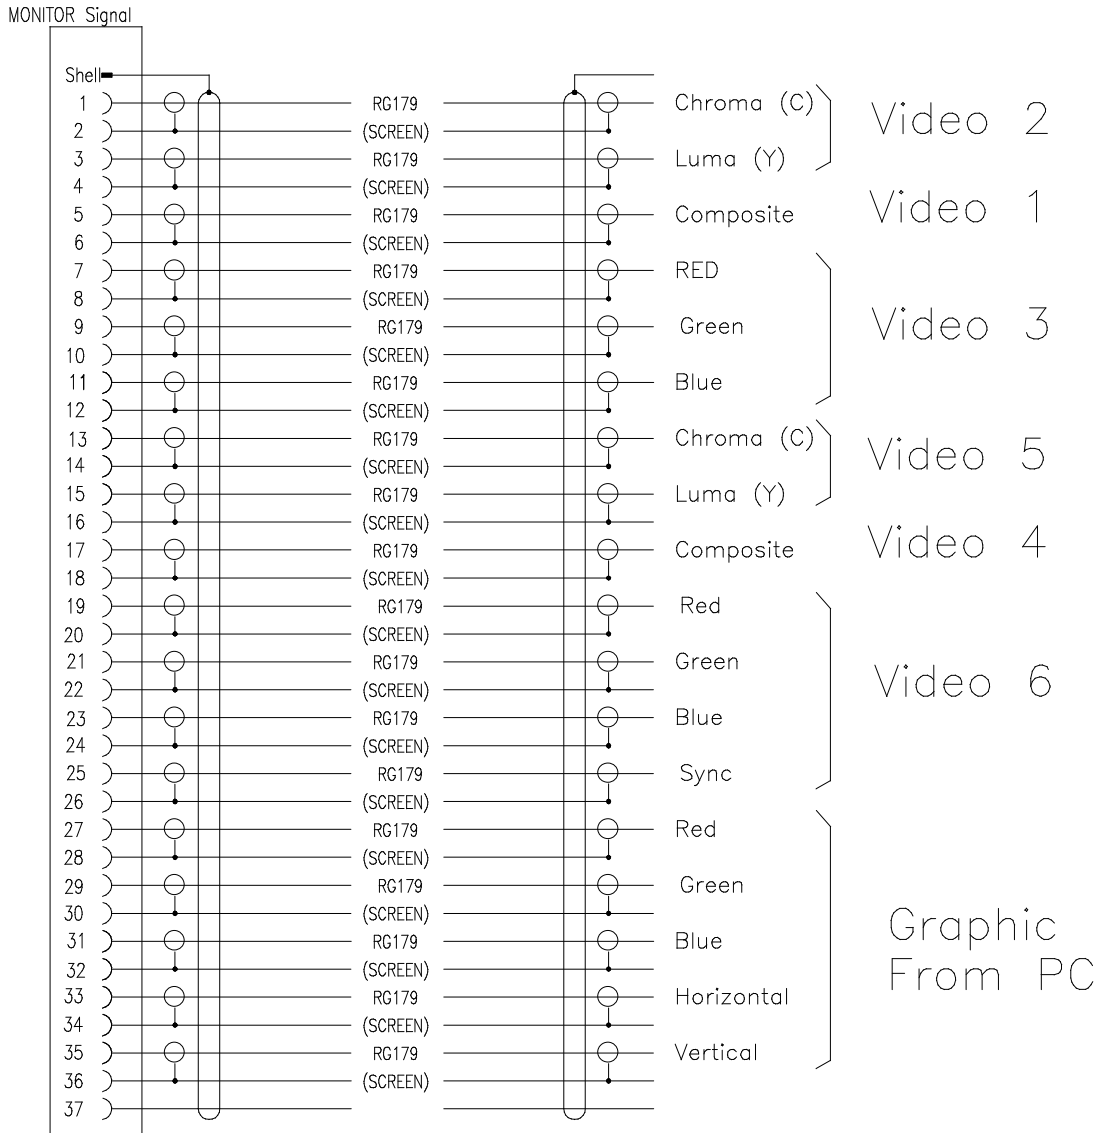 MONITOR Signal
Shell
1 RG179 Chroma (C)
2 (SCREEN) Video 2
3 RG179 Luma (Y)
4 (SCREEN)
5 RG179 Composite Video 1
6 (SCREEN)
7 RG179 RED
8 (SCREEN)
9 RG179 Green Video 3
10 (SCREEN)
11 RG179 Blue
12 (SCREEN)
13 RG179 Chroma (C)
14 (SCREEN) Video 5
15 RG179 Luma (Y)
16 (SCREEN)
17 RG179 Composite Video 4
18 (SCREEN)
19 RG179 Red
20 (SCREEN)
21 RG179 Green
22 (SCREEN) Video 6
23 RG179 Blue
24 (SCREEN)
25 RG179 Sync
26 (SCREEN)
27 RG179 Red
28 (SCREEN)
29 RG179 Green
30 (SCREEN) Graphic
31 RG179 Blue
32 (SCREEN) From PC
33 RG179 Horizontal
34 (SCREEN)
35 RG179 Vertical
36 (SCREEN)
37